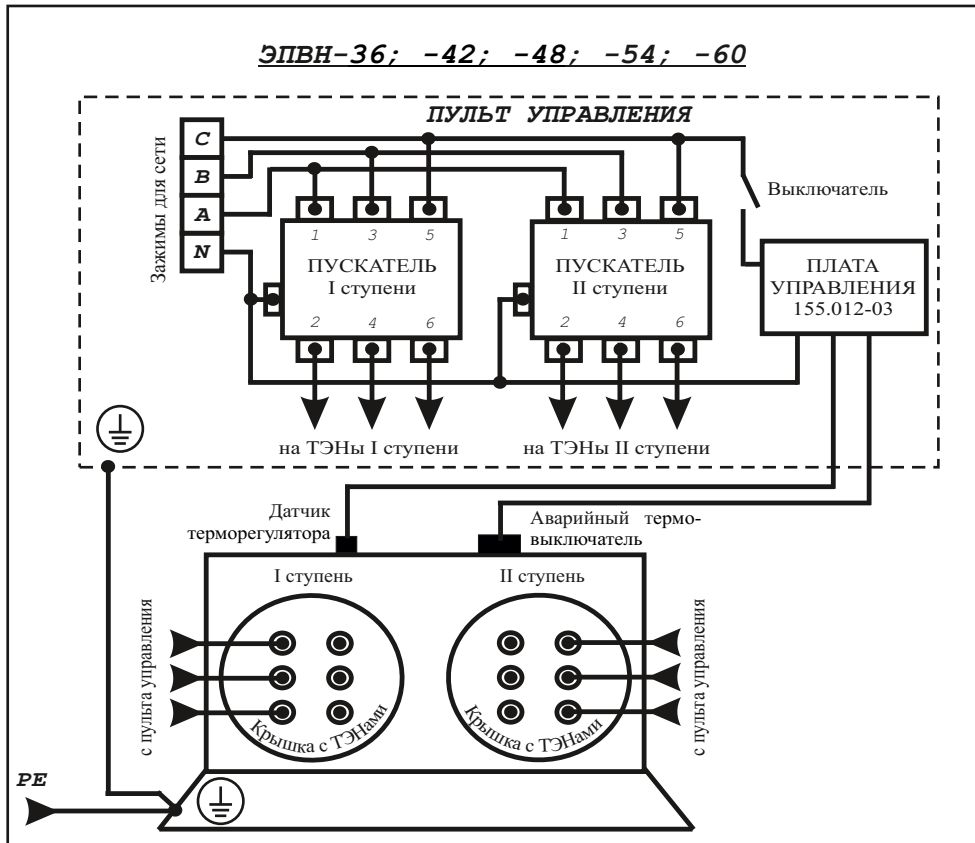 ЭПВН-36; -42; -48; -54; -60
ПУЛЬТ УПРАВЛЕНИЯ
Зажимы для сети
C
B
A
N
Выключатель
1 3 5
ПУСКАТЕЛЬ
I ступени
2 4 6
1 3 5
ПУСКАТЕЛЬ
II ступени
2 4 6
ПЛАТА
УПРАВЛЕНИЯ
155.012-03
на ТЭНы I ступени
на ТЭНы II ступени
Датчик
терморегулятора
Аварийный термо-
выключатель
I ступень
II ступень
с пульта управления
Крышка с ТЭНами
Крышка с ТЭНами
с пульта управления
PE